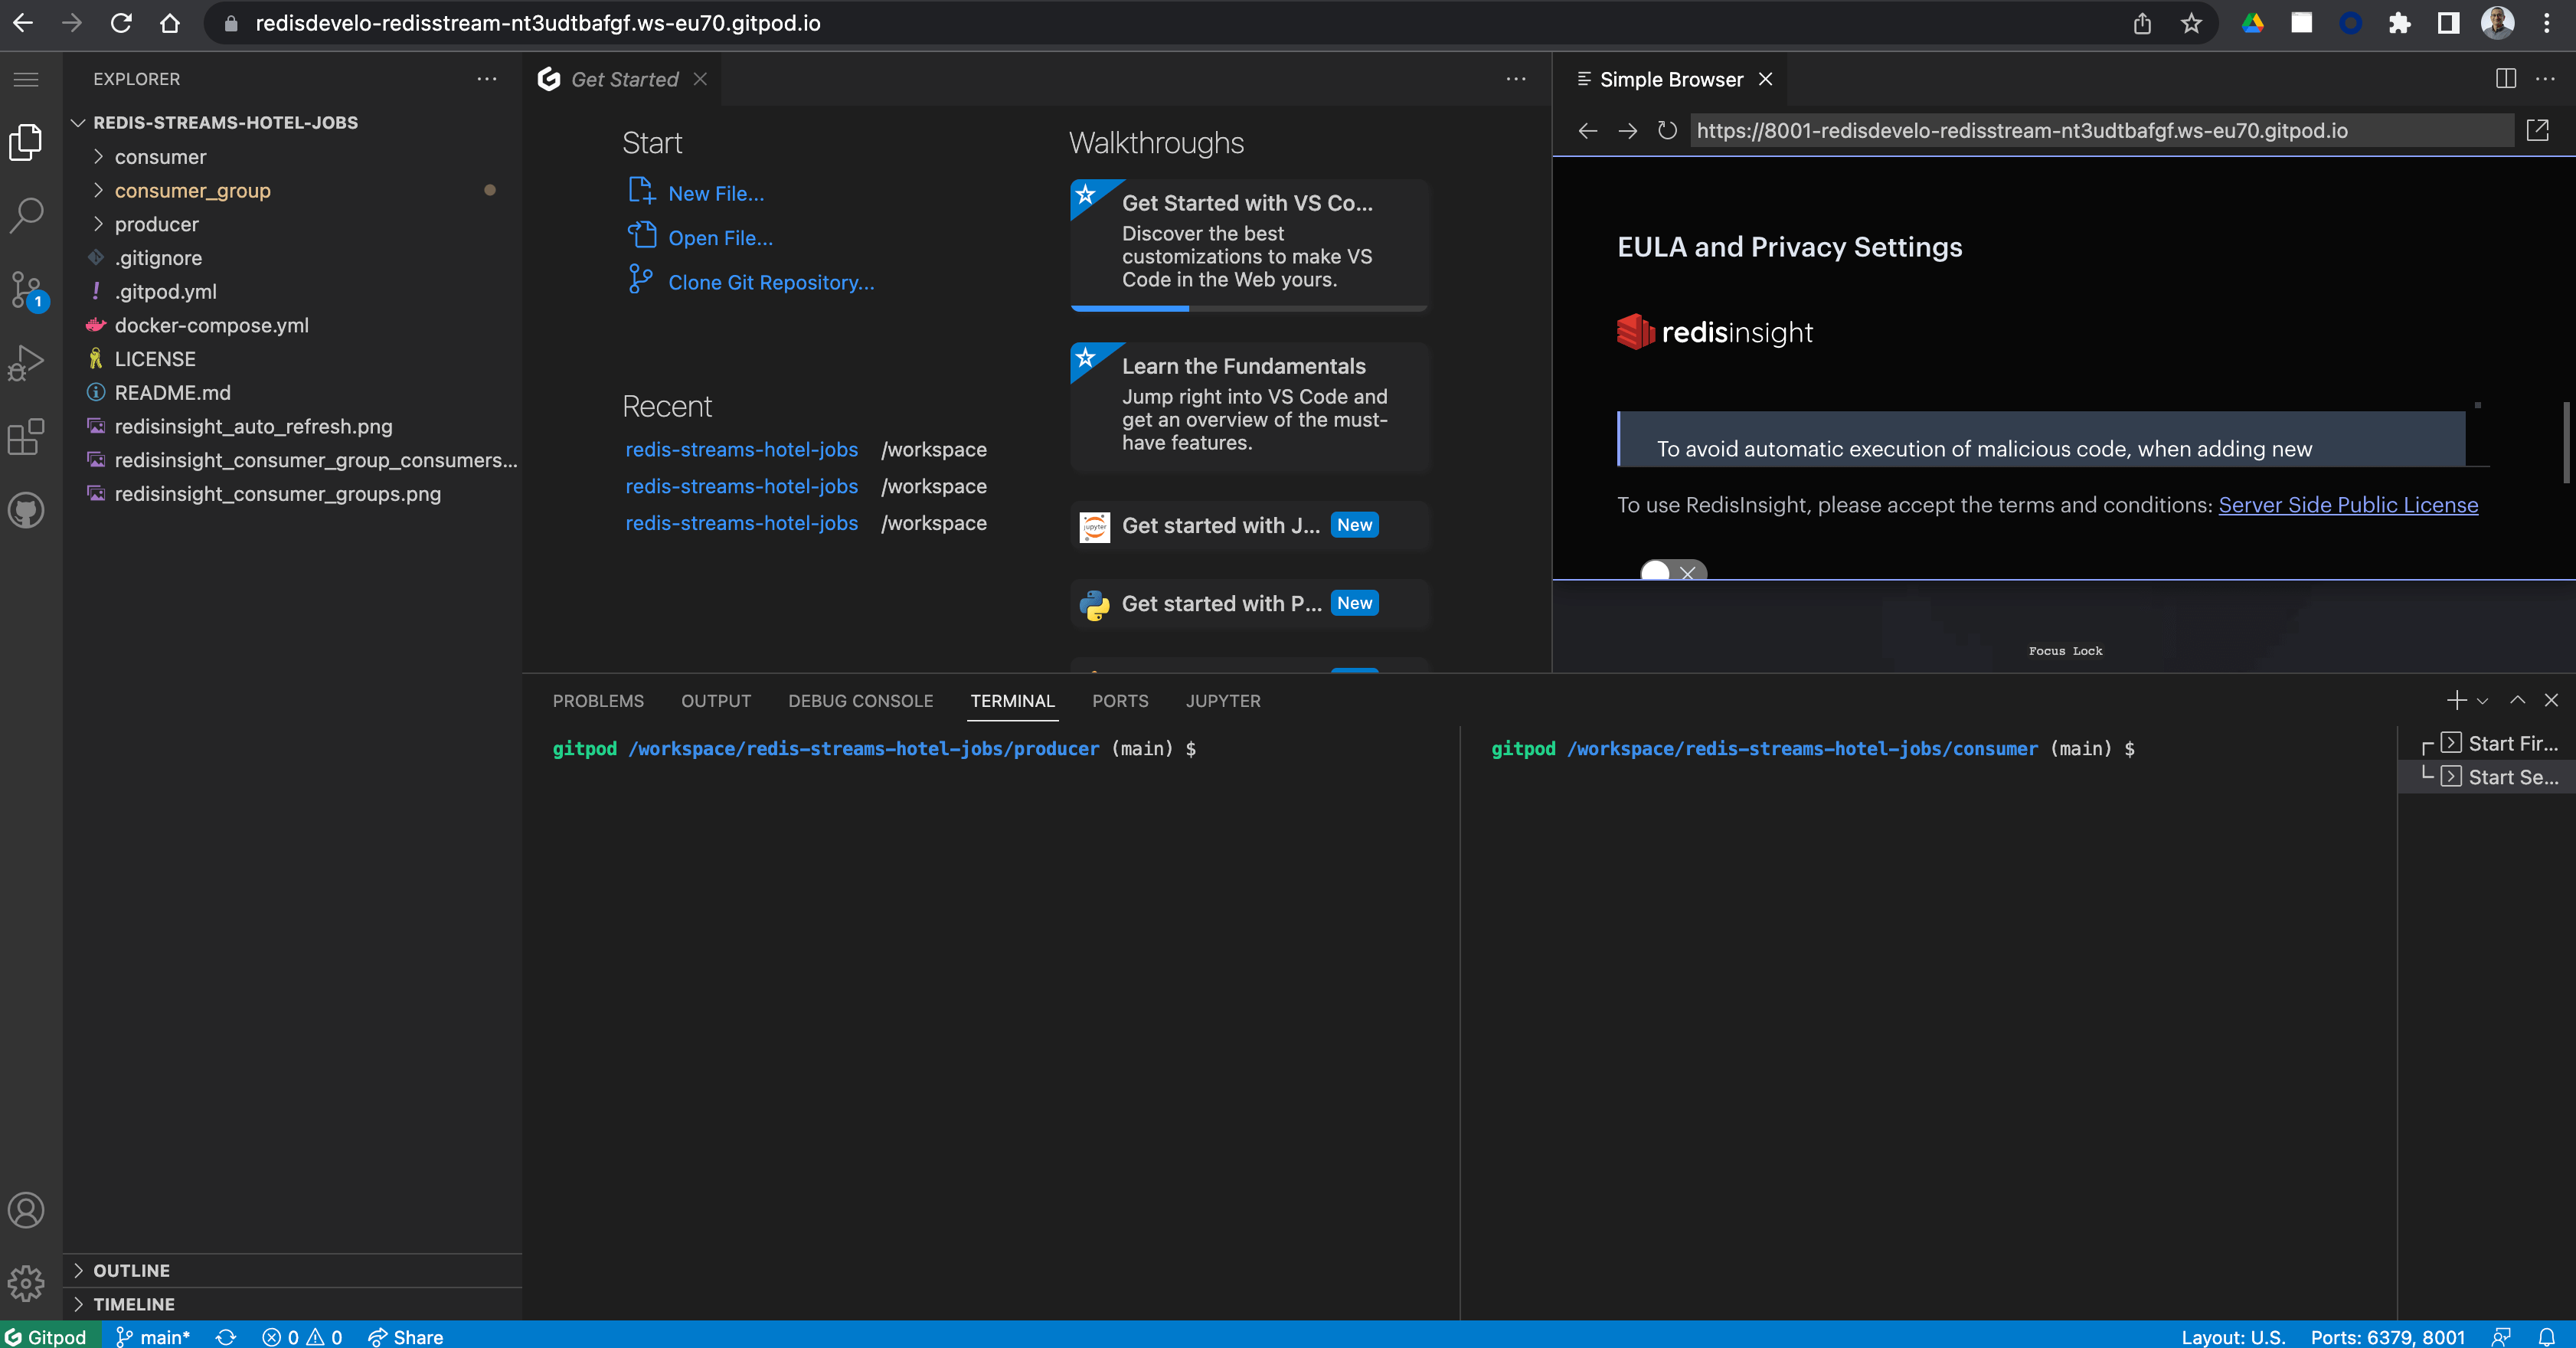 redisdevelo-redisstream-nt3udtbafgf.ws-eu70.gitpod.io
EXPLORER
REDIS-STREAMS-HOTEL-JOBS
consumer
consumer_group
producer
.gitignore
.gitpod.yml
docker-compose.yml
LICENSE
README.md
redisinsight_auto_refresh.png
redisinsight_consumer_group_consumers...
redisinsight_consumer_groups.png
1
OUTLINE
TIMELINE
Get Started
Start
New File...
Open File...
Clone Git Repository...
Recent
redis-streams-hotel-jobs /workspace
redis-streams-hotel-jobs /workspace
redis-streams-hotel-jobs /workspace
Walkthroughs
Get Started with VS Co...
Discover the best
customizations to make VS
Code in the Web yours.
Learn the Fundamentals
Jump right into VS Code and
get an overview of the must-
have features.
jupyter
Get started with J... New
Get started with P... New
Simple Browser
https://8001-redisdevelo-redisstream-nt3udtbafgf.ws-eu70.gitpod.io
EULA and Privacy Settings
redisinsight
To avoid automatic execution of malicious code, when adding new
To use RedisInsight, please accept the terms and conditions: Server Side Public License
Focus Lock
PROBLEMS OUTPUT DEBUG CONSOLE TERMINAL PORTS JUPYTER
gitpod /workspace/redis-streams-hotel-jobs/producer (main) $
gitpod /workspace/redis-streams-hotel-jobs/consumer (main) $
Start Fir...
Start Se...
Gitpod main* 0 0 Share
Layout: U.S. Ports: 6379, 8001